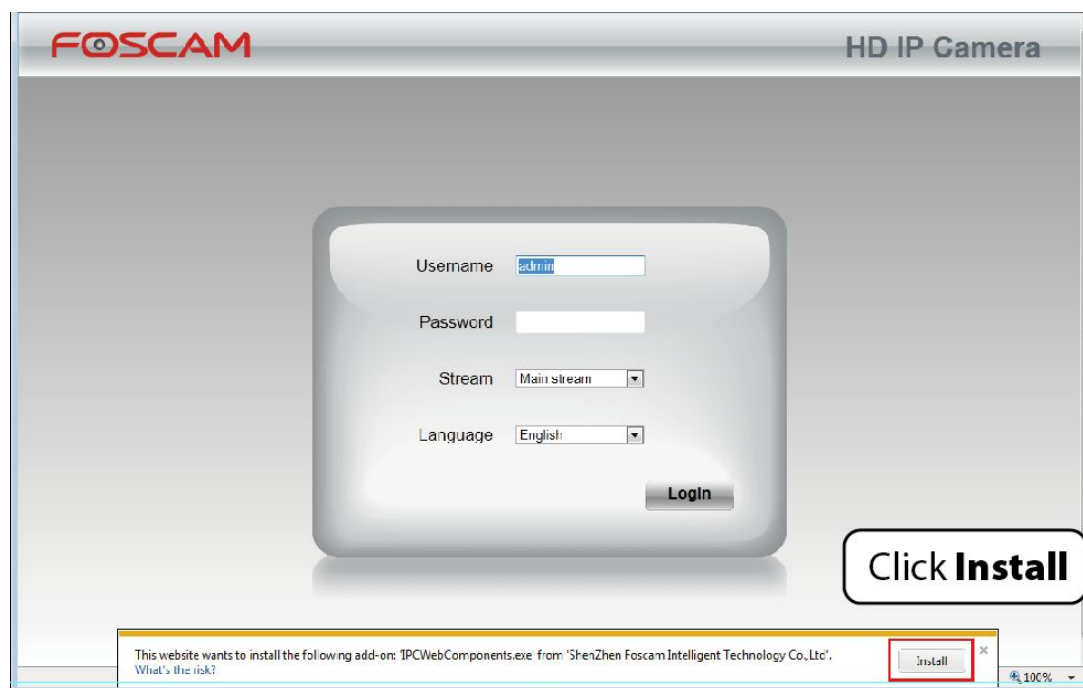 FOSCAM
HD IP Camera
Username admin
Password
Stream Main stream
Language English
Login
Click Install
This website wants to install the following add-on: 'IPCWebComponents.exe' from 'ShenZhen Foscam Intelligent Technology Co.,Ltd'.
What's the risk?
Install
100%